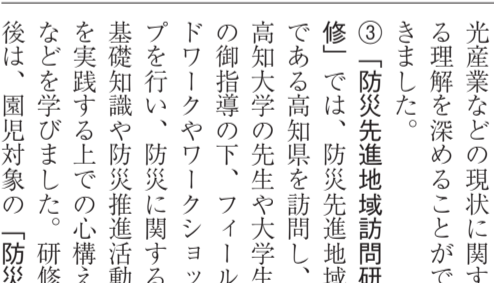 光産業などの現状に関す
る理解を深めることがで
きました。
③「防災先進地域訪問研
修」では、防災先進地域
である高知県を訪問し、
高知大学の先生や大学生
の御指導の下、フィール
ドワークやワークショッ
プを行い、防災に関する
基礎知識や防災推進活動
を実践する上での心構え
などを学びました。研修
後は、園児対象の「防災